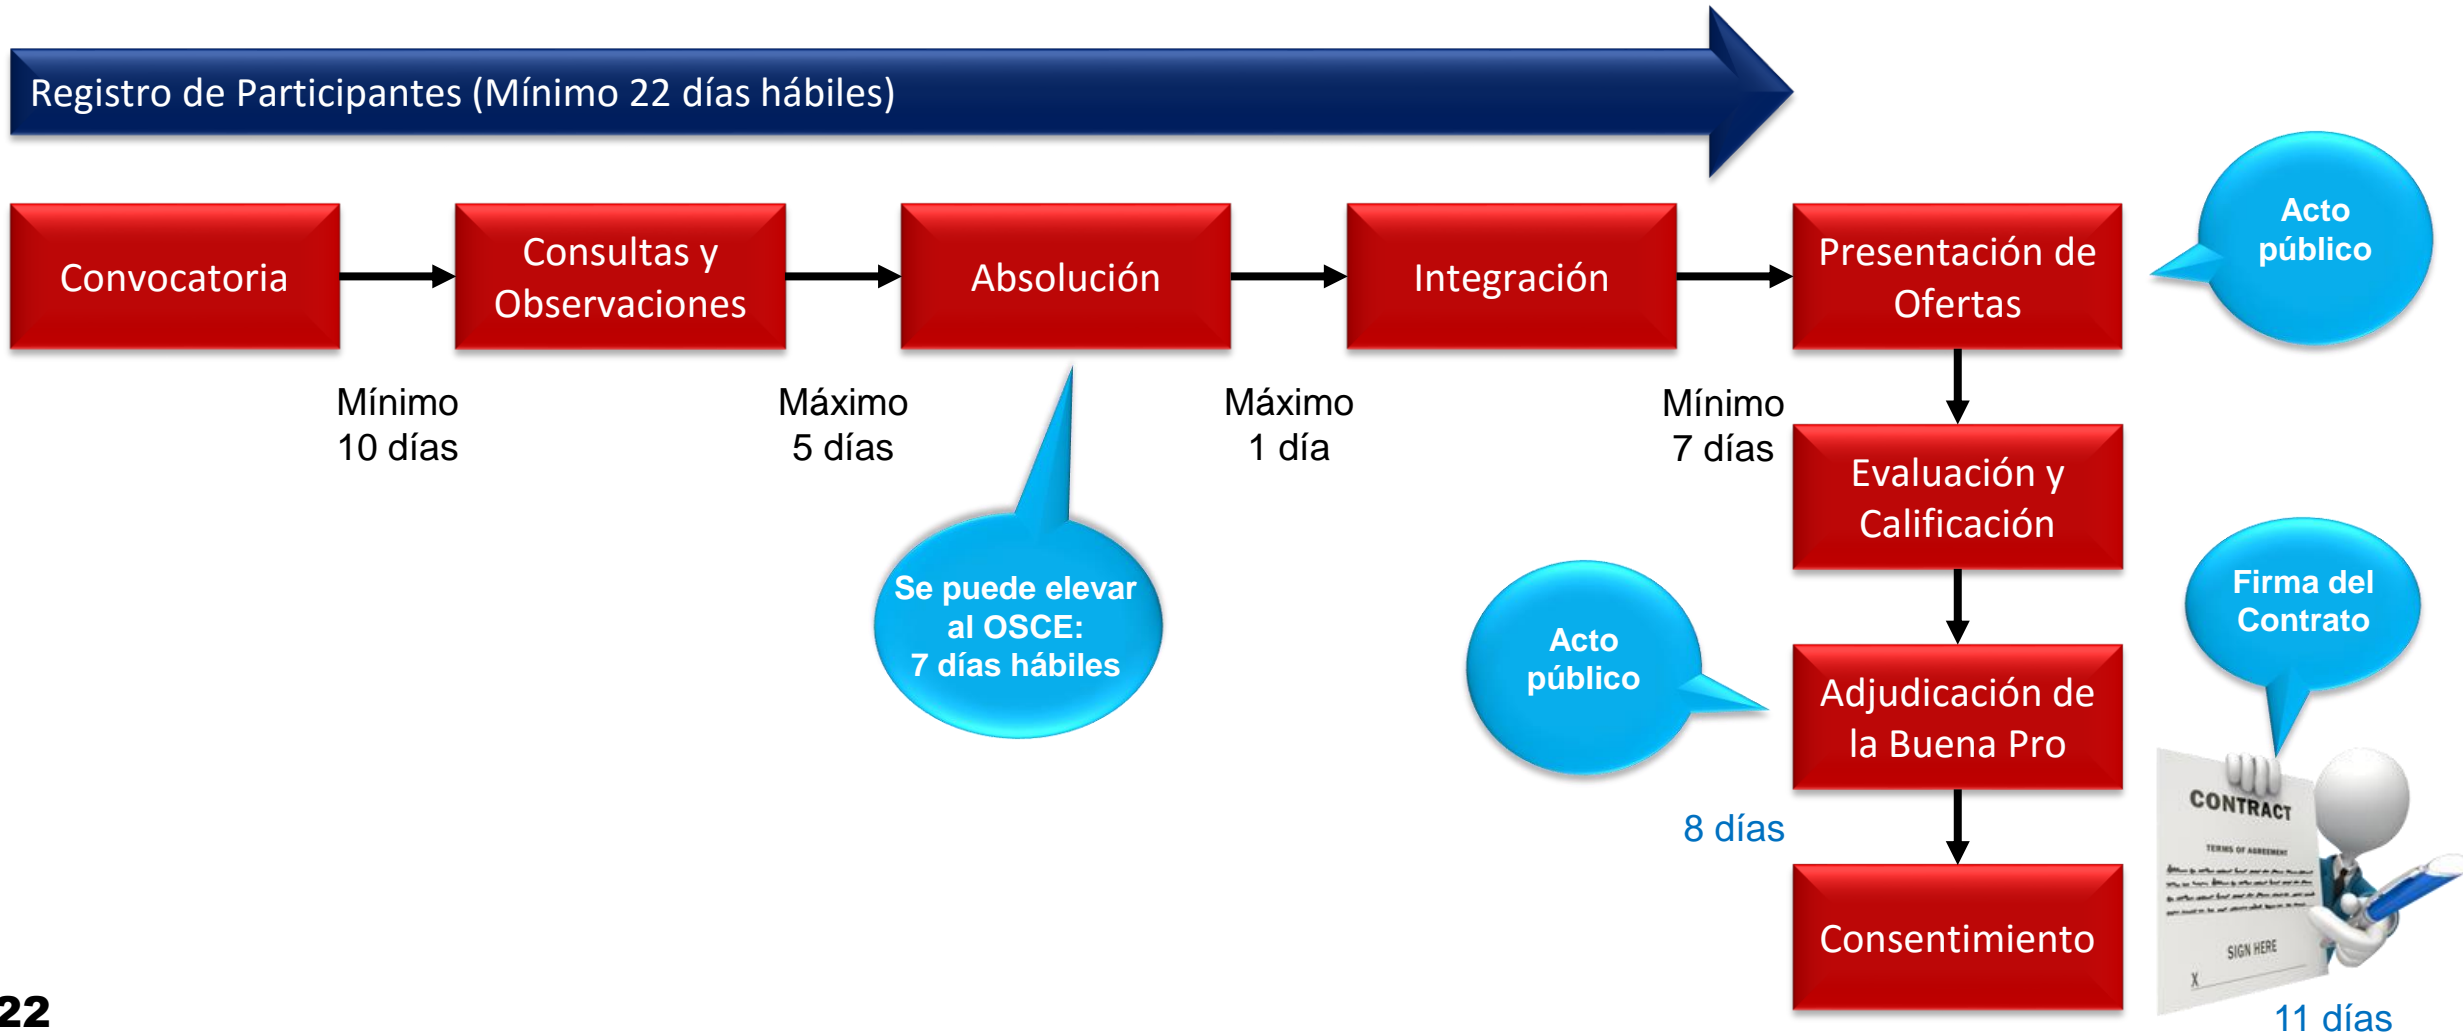 Registro de Participantes (Mínimo 22 días hábiles)
Convocatoria
Consultas y
Observaciones
Absolución
Integración
Presentación de
Ofertas
Acto
público
Mínimo
10 días
Máximo
5 días
Máximo
1 día
Mínimo
7 días
Se puede elevar
al OSCE:
7 días hábiles
Evaluación y
Calificación
Acto
público
Adjudicación de
la Buena Pro
8 días
Consentimiento
Firma del
Contrato
CONTRACT
TERMS OF AGREEMENT
SIGN HERE
X
11 días
22